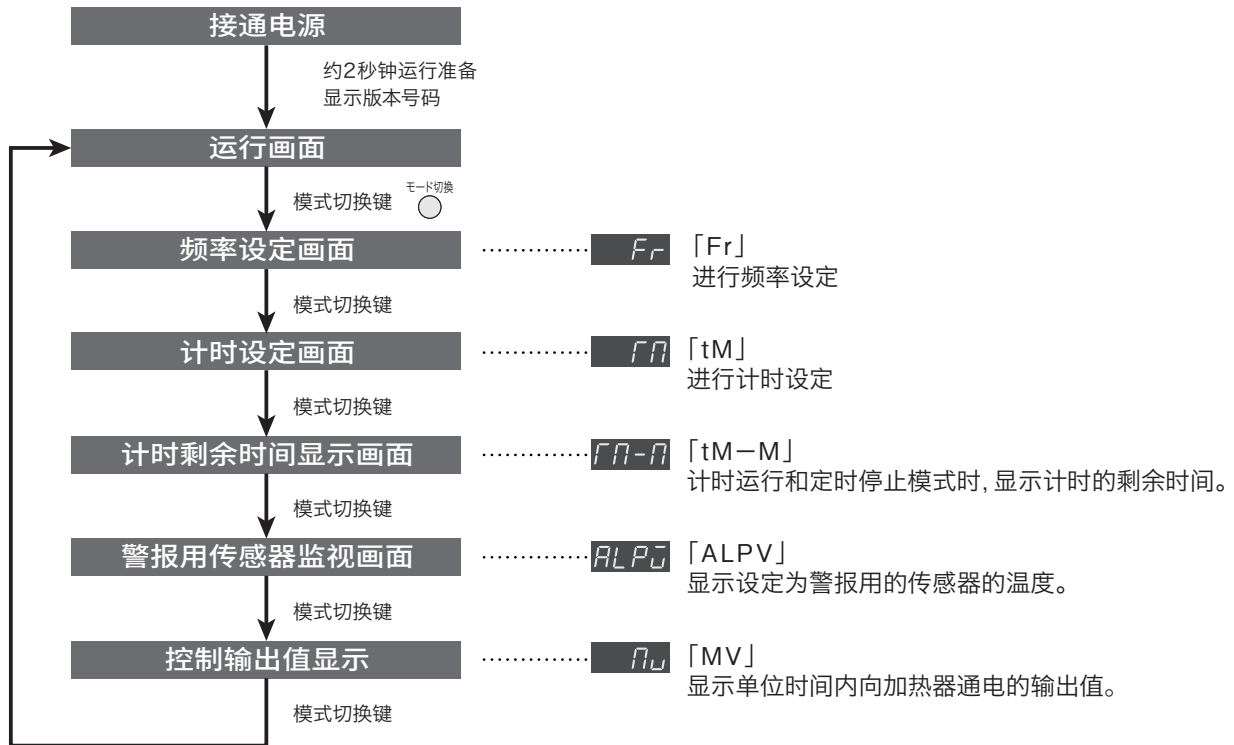 接通电源
约2秒钟运行准备
显示版本号码
运行画面
模式切换键
モード切換
频率设定画面
Fr
「Fr」
进行频率设定
模式切换键
计时设定画面
tM
「tM」
进行计时设定
模式切换键
计时剩余时间显示画面
tM-M
「tM－M」
计时运行和定时停止模式时, 显示计时的剩余时间。
模式切换键
警报用传感器监视画面
ALPV
「ALPV」
显示设定为警报用的传感器的温度。
模式切换键
控制输出值显示
Mv
「MV」
显示单位时间内向加热器通电的输出值。
模式切换键